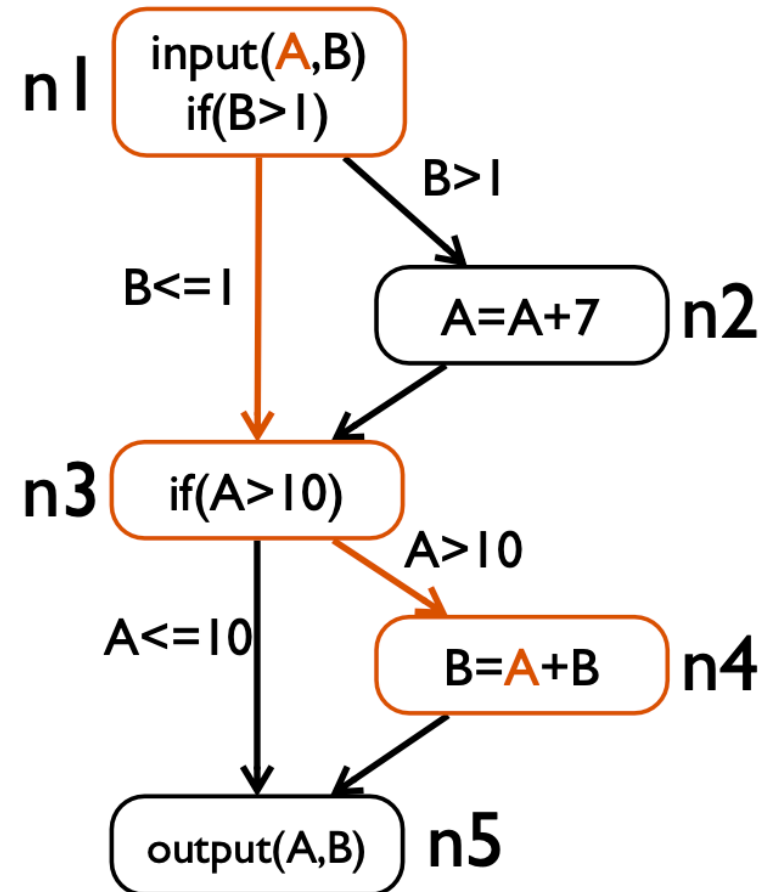 n1
input(A,B)
if(B>1)
B>1
B<=1
A=A+7
n2
n3
if(A>10)
A>10
A<=10
B=A+B
n4
output(A,B)
n5